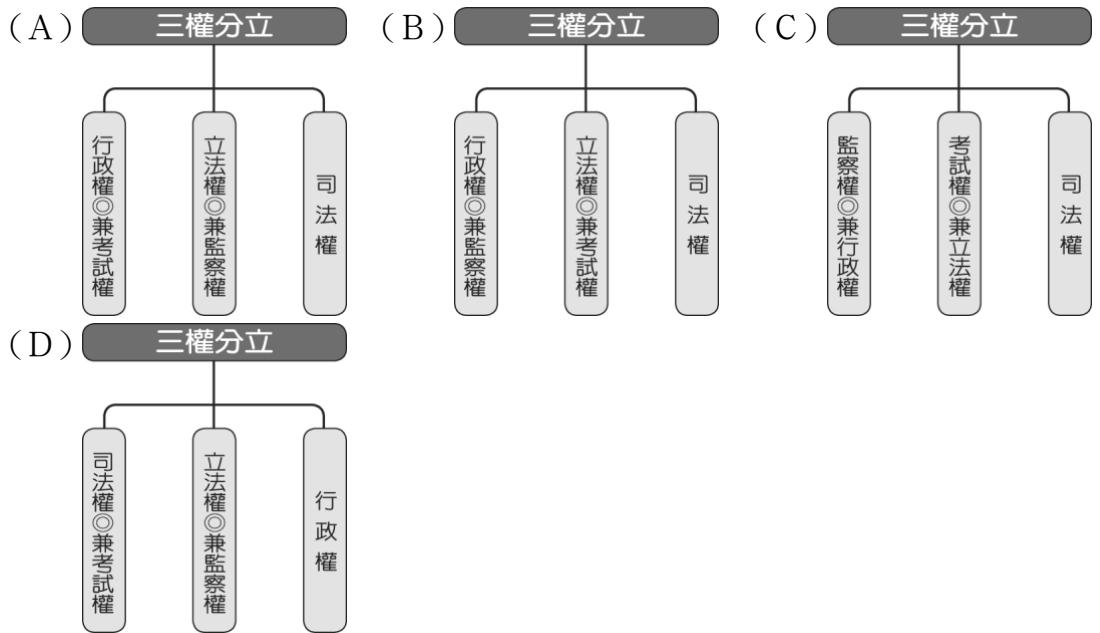 (A)
三權分立
行政權◎兼考試權
立法權◎兼監察權
司法權
(B)
三權分立
行政權◎兼監察權
立法權◎兼考試權
司法權
(C)
三權分立
監察權◎兼行政權
考試權◎兼立法權
司法權
(D)
三權分立
司法權◎兼考試權
立法權◎兼監察權
行政權